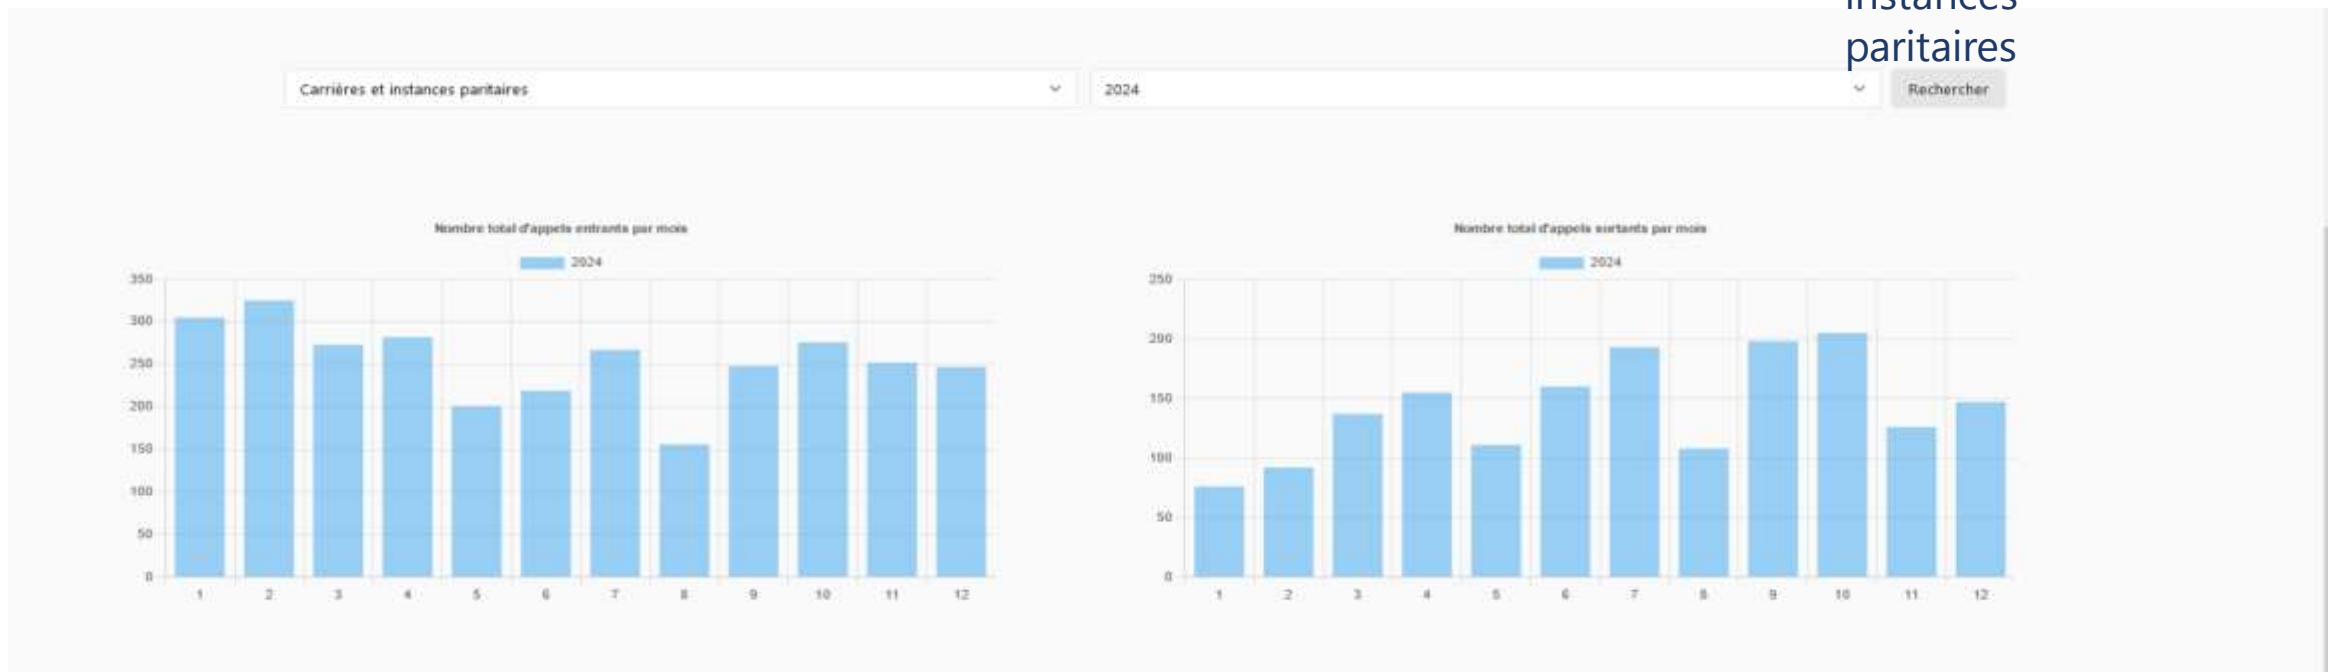 instances
paritaires
Carrières et instances paritaires
2024
Rechercher
Nombre total d'appels entrants par mois
2024
350
300
250
200
150
100
50
0
1 2 3 4 5 6 7 8 9 10 11 12
Nombre total d'appels sortants par mois
2024
250
200
150
100
50
0
1 2 3 4 5 6 7 8 9 10 11 12